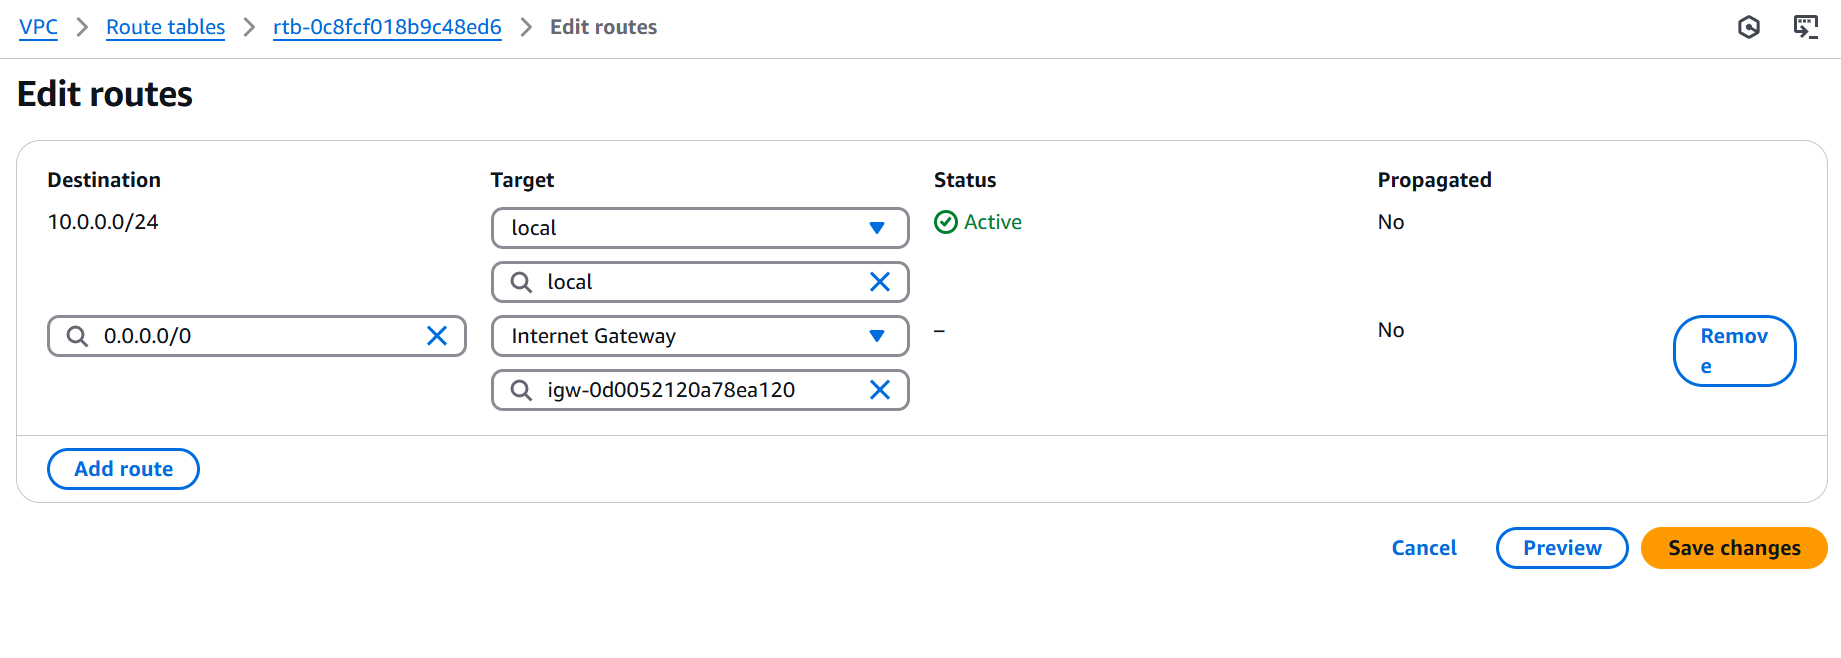 VPC > Route tables > rtb-0c8fcf018b9c48ed6 > Edit routes
Edit routes
Destination Target Status Propagated
10.0.0.0/24 local Active No
local
0.0.0.0/0 Internet Gateway – No Remov
e
igw-0d0052120a78ea120
Add route
Cancel Preview Save changes